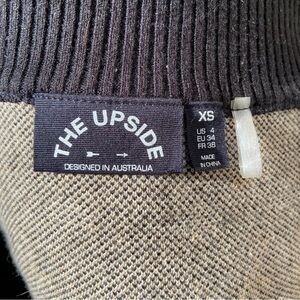 THE UPSIDE
DESIGNED IN AUSTRALIA
XS
US 4
EU 34
FR 36
MADE
IN CHINA